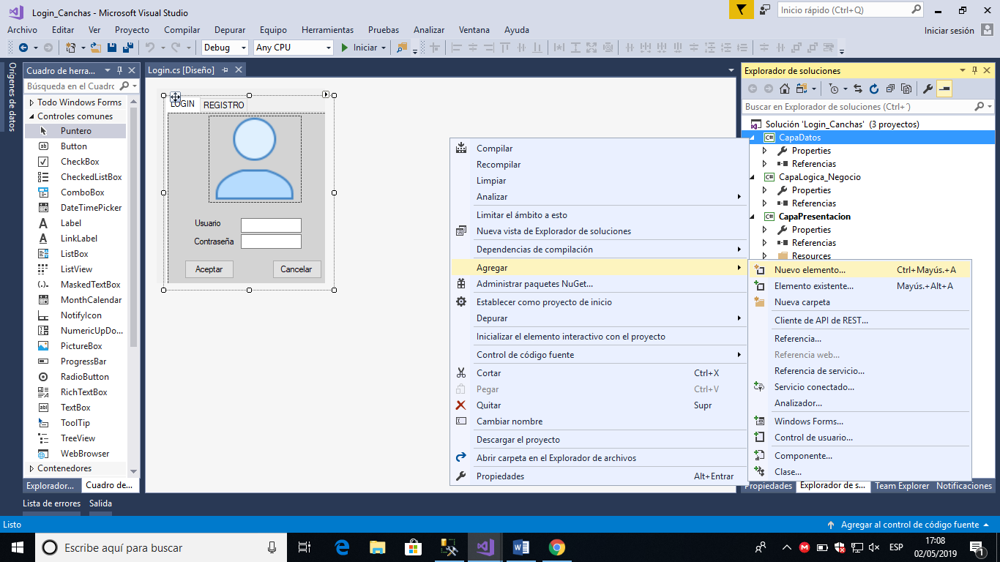 Login_Canchas - Microsoft Visual Studio
Inicio rápido (Ctrl+Q)
Archivo Editar Ver Proyecto Compilar Depurar Equipo Herramientas Pruebas Analizar Ventana Ayuda
Iniciar sesión
Debug Any CPU Iniciar
Orígenes de datos
Cuadro de herra...
Búsqueda en el Cuadro
Todo Windows Forms
Controles comunes
Puntero
Button
CheckBox
CheckedListBox
ComboBox
DateTimePicker
Label
LinkLabel
ListBox
ListView
MaskedTextBox
MonthCalendar
NotifyIcon
NumericUpDo...
PictureBox
ProgressBar
RadioButton
RichTextBox
TextBox
ToolTip
TreeView
WebBrowser
Contenedores
Explorador... Cuadro de...
Login.cs [Diseño]
LOGIN REGISTRO
Usuario
Contraseña
Aceptar Cancelar
Compilar
Recompilar
Limpiar
Analizar
Limitar el ámbito a esto
Nueva vista de Explorador de soluciones
Dependencias de compilación
Agregar
Administrar paquetes NuGet...
Establecer como proyecto de inicio
Depurar
Inicializar el elemento interactivo con el proyecto
Control de código fuente
Cortar Ctrl+X
Pegar Ctrl+V
Quitar Supr
Cambiar nombre
Descargar el proyecto
Abrir carpeta en el Explorador de archivos
Propiedades Alt+Entrar
Explorador de soluciones
Buscar en Explorador de soluciones (Ctrl+´)
Solución 'Login_Canchas' (3 proyectos)
C# CapaDatos
Properties
Referencias
C# CapaLogica_Negocio
Properties
Referencias
C# CapaPresentacion
Properties
Referencias
Resources
Nuevo elemento... Ctrl+Mayús.+A
Elemento existente... Mayús.+Alt+A
Nueva carpeta
Cliente de API de REST...
Referencia...
Referencia web...
Referencia de servicio...
Servicio conectado...
Analizador...
Windows Forms...
Control de usuario...
Componente...
Clase...
Propiedades Explorador de s... Team Explorer Notificaciones
Lista de errores Salida
Listo
Agregar al control de código fuente
Escribe aquí para buscar
ESP
17:08
02/05/2019
1